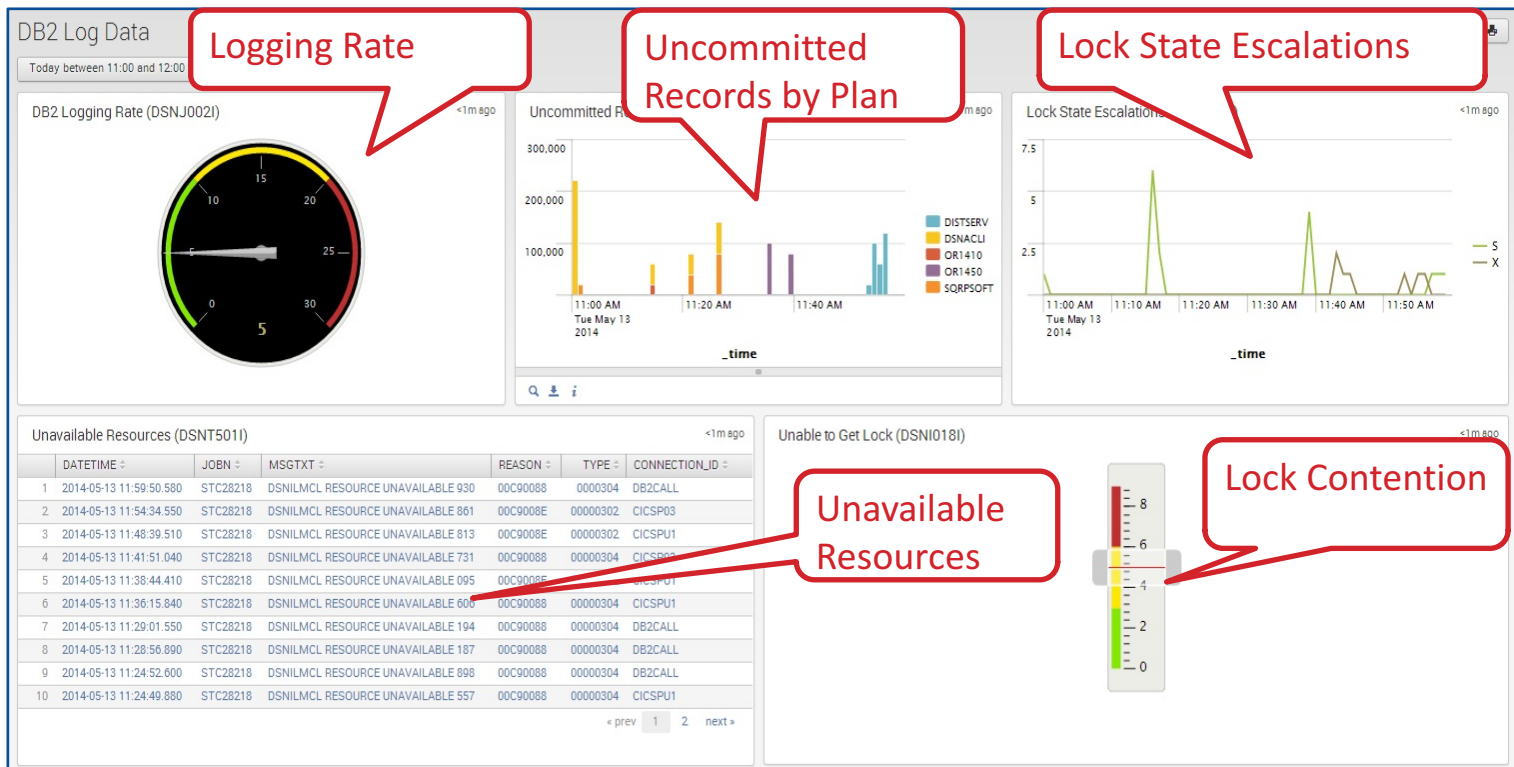 DB2 Log Data
Today between 11:00 and 12:00
Logging Rate
Uncommitted
Records by Plan
Lock State Escalations
DB2 Logging Rate (DSNJ002I)
<1m ago
0
5
10
15
20
25
30
5
Uncommitted
m ago
300,000
200,000
100,000
11:00 AM 11:20 AM 11:40 AM
Tue May 13
2014
_time
DISTSERV
DSNACLI
OR1410
OR1450
SQRPSOFT
i
Lock State Escalations
<1m ago
7.5
5
2.5
11:00 AM 11:10 AM 11:20 AM 11:30 AM 11:40 AM 11:50 AM
Tue May 13
2014
_time
S
X
Unavailable Resources (DSNT501I)
<1m ago
DATETIME JOBN MSGTXT REASON TYPE CONNECTION_ID
1 2014-05-13 11:59:50.580 STC28218 DSNILMCL RESOURCE UNAVAILABLE 930 00C90088 0000304 DB2CALL
2 2014-05-13 11:54:34.550 STC28218 DSNILMCL RESOURCE UNAVAILABLE 861 00C9008E 00000302 CICSP03
3 2014-05-13 11:48:39.510 STC28218 DSNILMCL RESOURCE UNAVAILABLE 813 00C9008E 00000302 CICSPU1
4 2014-05-13 11:41:51.040 STC28218 DSNILMCL RESOURCE UNAVAILABLE 731 00C90088 00000304
5 2014-05-13 11:38:44.410 STC28218 DSNILMCL RESOURCE UNAVAILABLE 095 00C9008E CICSPU1
6 2014-05-13 11:36:15.840 STC28218 DSNILMCL RESOURCE UNAVAILABLE 606 00C90088 00000304 CICSPU1
7 2014-05-13 11:29:01.550 STC28218 DSNILMCL RESOURCE UNAVAILABLE 194 00C90088 00000304 DB2CALL
8 2014-05-13 11:28:56.890 STC28218 DSNILMCL RESOURCE UNAVAILABLE 187 00C90088 00000304 DB2CALL
9 2014-05-13 11:24:52.600 STC28218 DSNILMCL RESOURCE UNAVAILABLE 898 00C90088 00000304 DB2CALL
10 2014-05-13 11:24:49.880 STC28218 DSNILMCL RESOURCE UNAVAILABLE 557 00C90088 00000304 CICSPU1
« prev 1 2 next »
Unavailable
Resources
Unable to Get Lock (DSNI018I)
<1m ago
8
6
4
2
0
Lock Contention